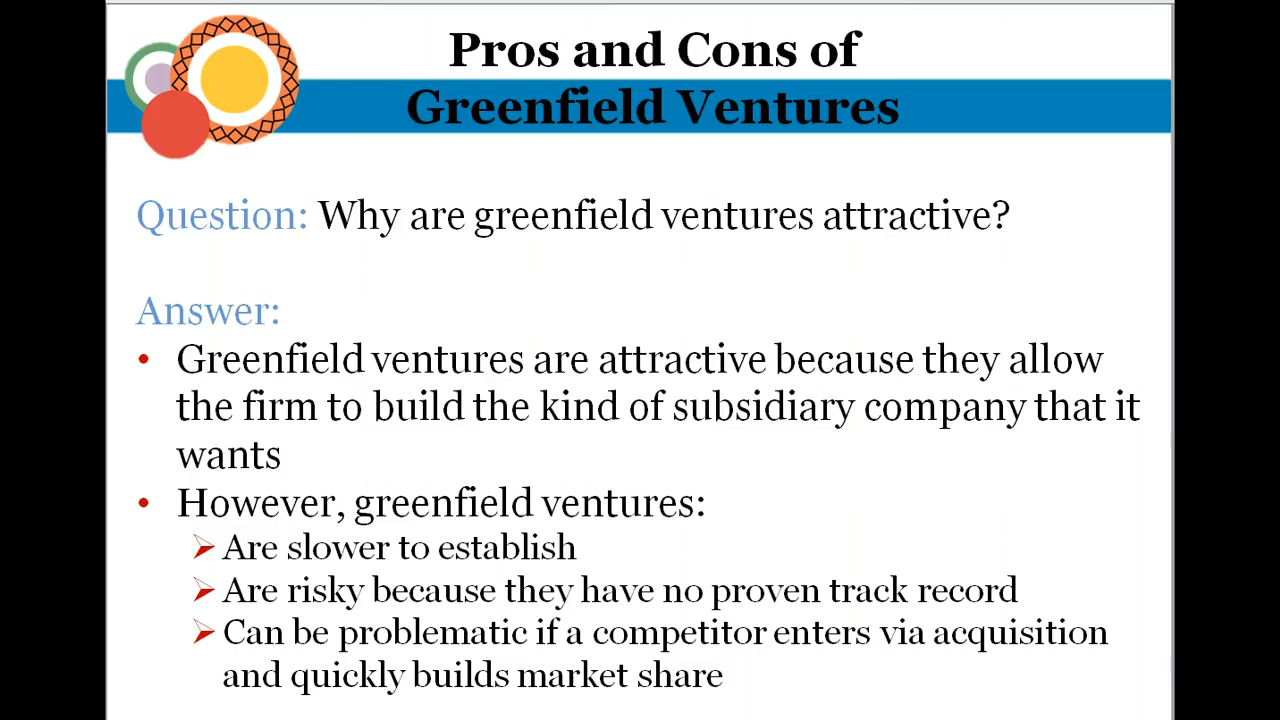 Pros and Cons of
Greenfield Ventures
Question: Why are greenfield ventures attractive?
Answer:
• Greenfield ventures are attractive because they allow
the firm to build the kind of subsidiary company that it
wants
• However, greenfield ventures:
➢ Are slower to establish
➢ Are risky because they have no proven track record
➢ Can be problematic if a competitor enters via acquisition
and quickly builds market share